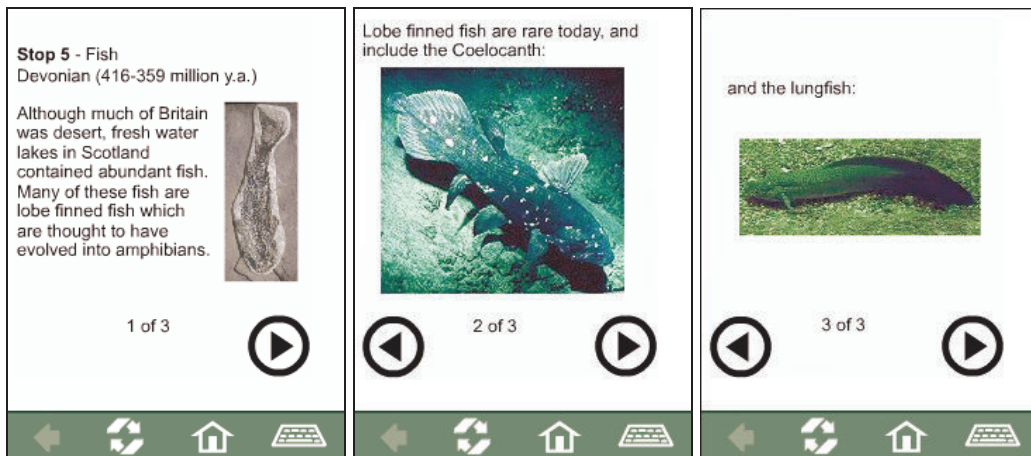 Stop 5 - Fish
Devonian (416-359 million y.a.)
Although much of Britain
was desert, fresh water
lakes in Scotland
contained abundant fish.
Many of these fish are
lobe finned fish which
are thought to have
evolved into amphibians.
1 of 3
Lobe finned fish are rare today, and
include the Coelocanth:
2 of 3
and the lungfish:
3 of 3